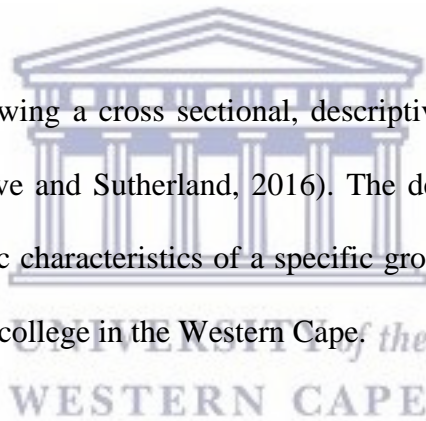 wing a cross sectional, descriptiv
ve and Sutherland, 2016). The de
c characteristics of a specific gro
college in the Western Cape.
UNIVERSITY of the
WESTERN CAPE